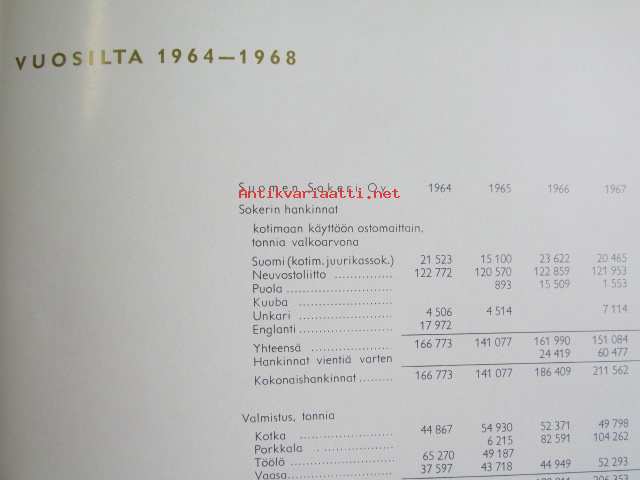 VUOSILTA 1964—1968
Suomen Sokeri Oy 1964 1965 1966 1967
Antikvariaatti.net
Sokerin hankinnat
kotimaan käyttöön ostomaittain,
tonnia valkoarvona
Suomi (kotim. juurikassok.) 21 523 15 100 23 622 20 465
Neuvostoliitto ............... 122 772 120 570 122 859 121 953
Puola ........................... 893 15 509 1 553
Kuuba ........................
Unkari ........................ 4 506 4 514 7 114
Englanti ........................ 17 972
Yhteensä ..................... 166 773 141 077 161 990 151 084
Hankinnat vientiä varten 24 419 60 477
Kokonaishankinnat ......... 166 773 141 077 186 409 211 562
Valmistus, tonnia
Kotka ........................ 44 867 54 930 52 371 49 798
Porkkala ..................... 6 215 82 591 104 262
Töölö ........................... 65 270 49 187
Vaasa ........................... 37 597 43 718 44 949 52 293